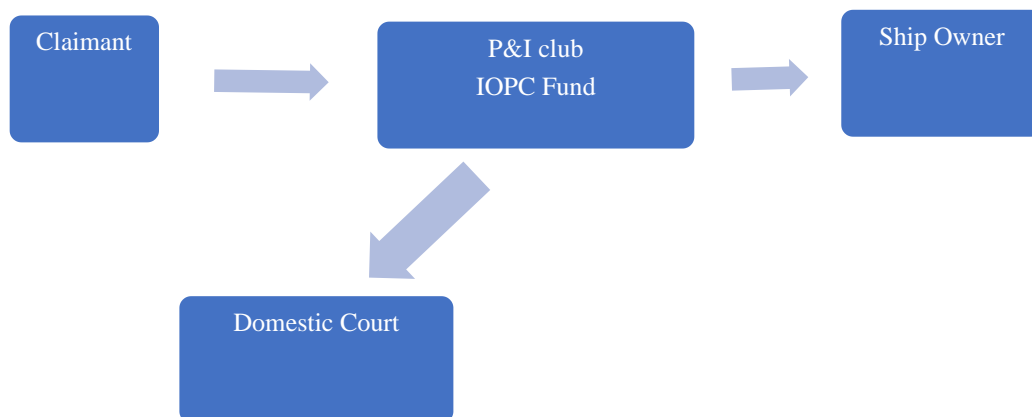 Claimant
P&I club
IOPC Fund
Ship Owner
Domestic Court